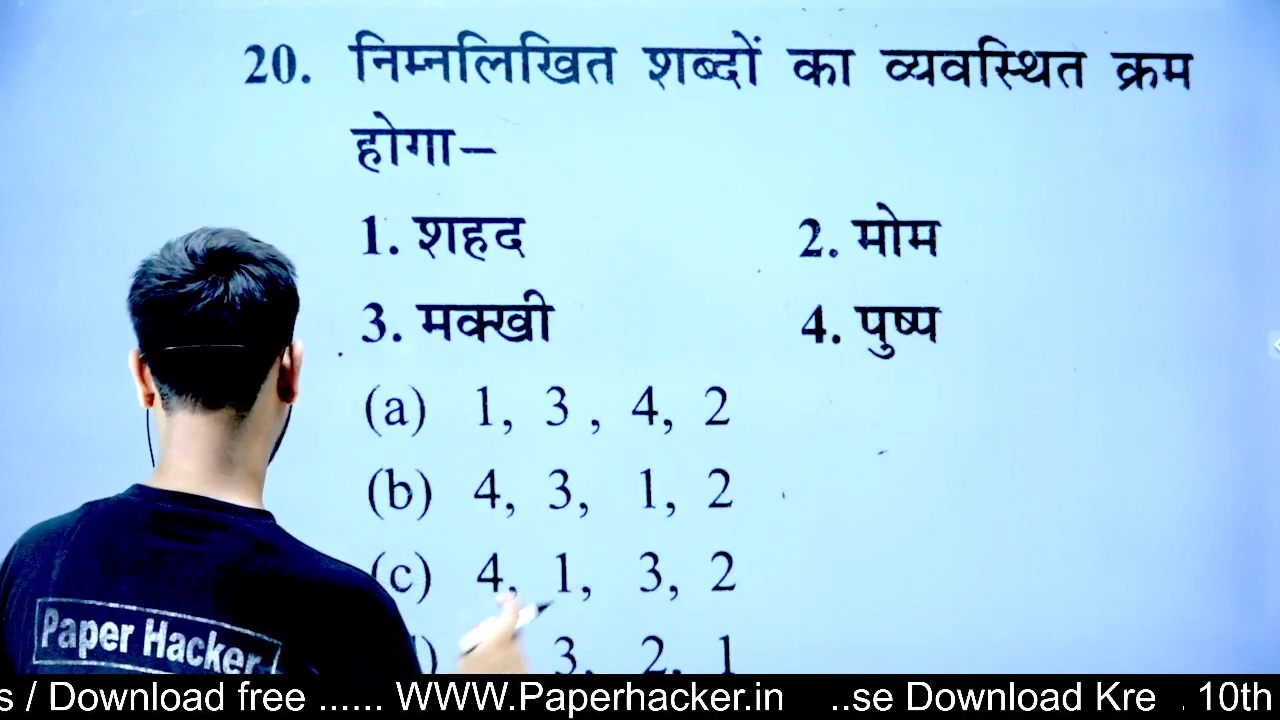 20. निम्नलिखित शब्दों का व्यवस्थित क्रम
होगा–
1. शहद 2. मोम
3. मक्खी 4. पुष्प
(a) 1, 3 , 4, 2
(b) 4, 3, 1, 2
(c) 4, 1, 3, 2
3, 2, 1
Paper Hacker
s / Download free ...... WWW.Paperhacker.in ..se Download Kre . 10th